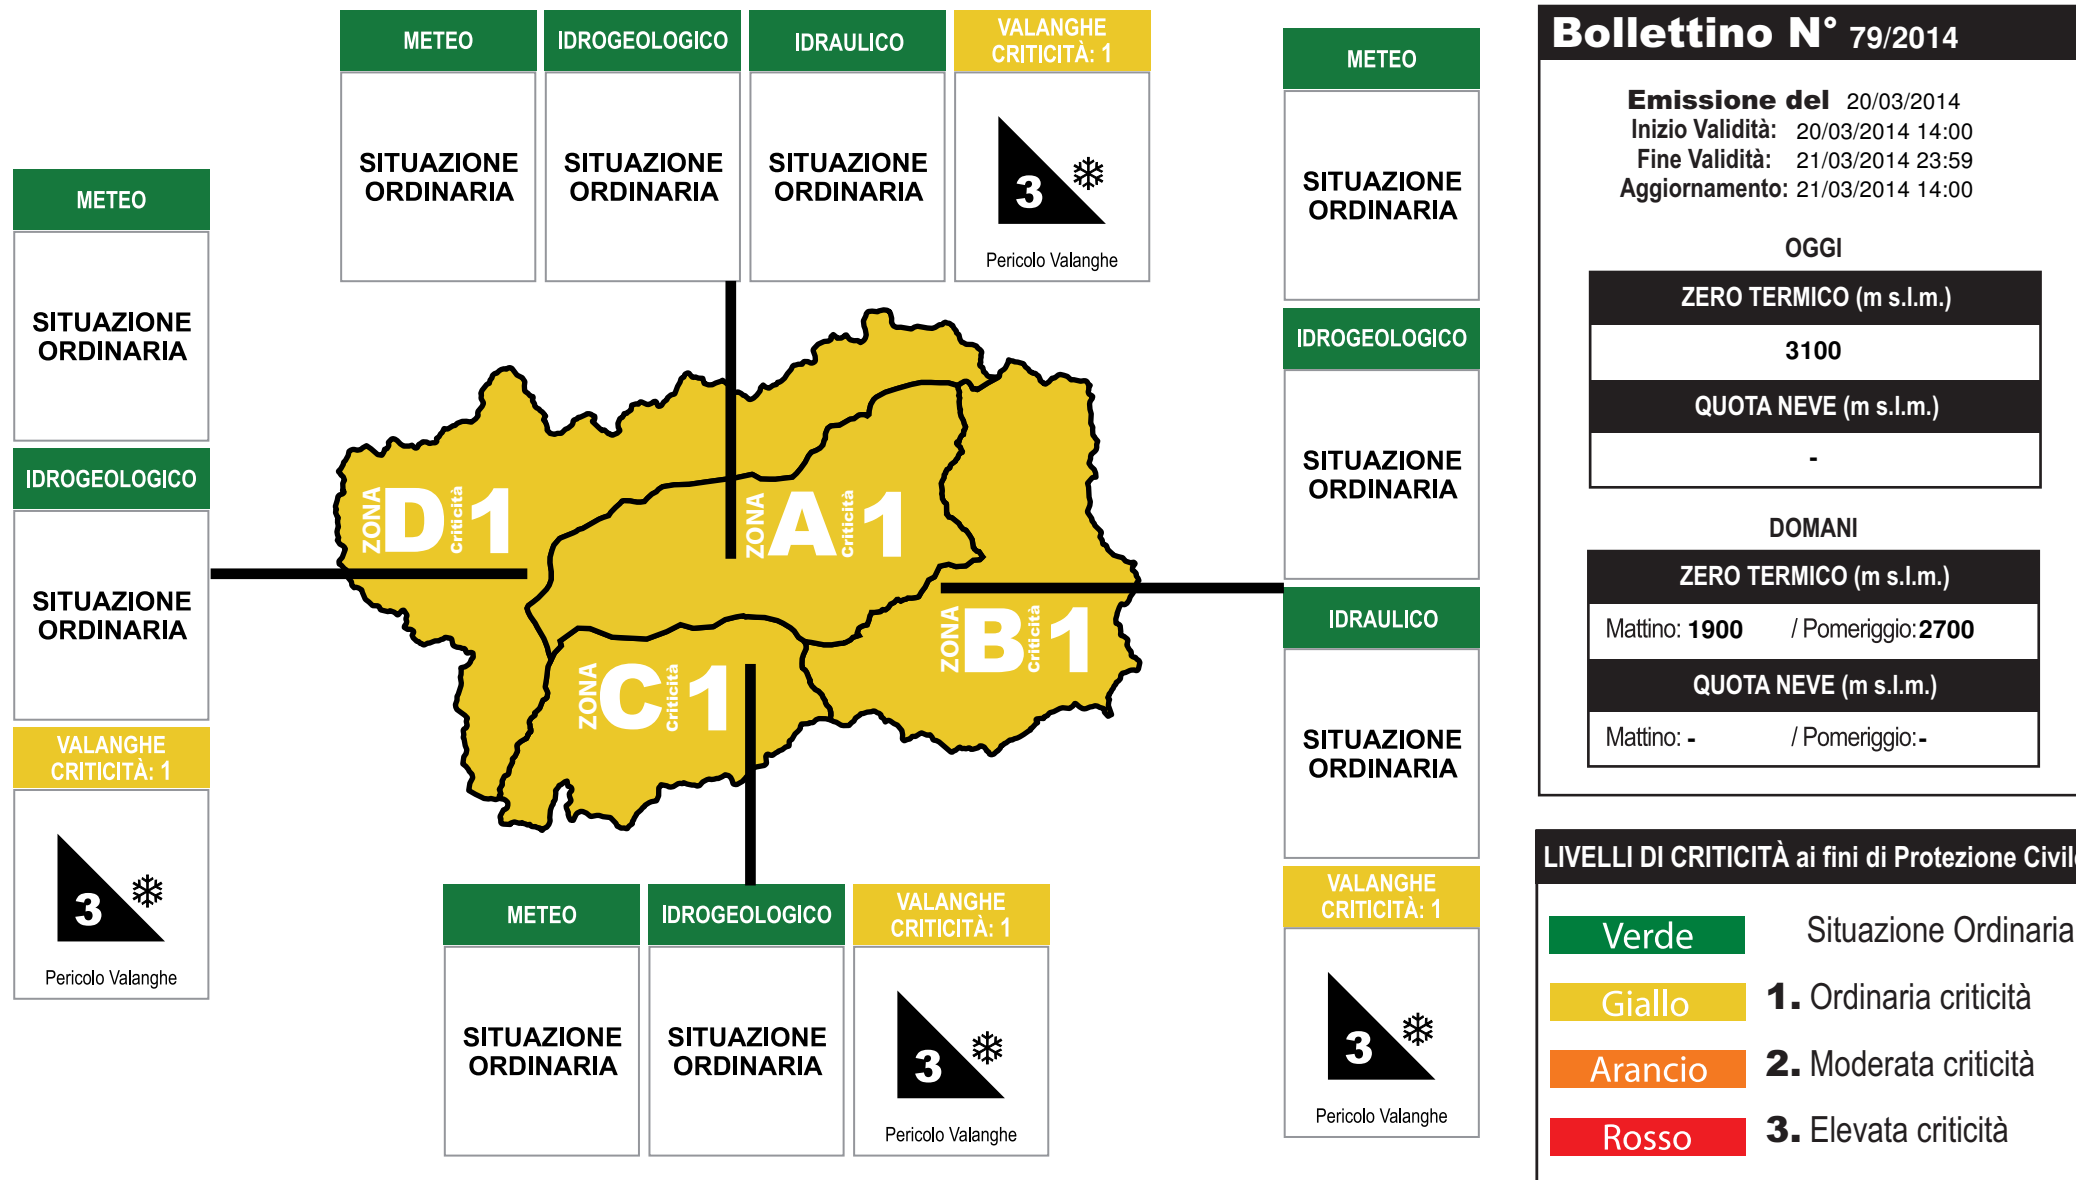 METEO
IDROGEOLOGICO
IDRAULICO
VALANGHE
CRITICITÀ: 1
SITUAZIONE
ORDINARIA
SITUAZIONE
ORDINARIA
SITUAZIONE
ORDINARIA
3
Pericolo Valanghe
METEO
SITUAZIONE
ORDINARIA
IDROGEOLOGICO
SITUAZIONE
ORDINARIA
VALANGHE
CRITICITÀ: 1
3
Pericolo Valanghe
ZONA D Criticità 1
ZONA A Criticità 1
ZONA C Criticità 1
ZONA B Criticità 1
METEO
IDROGEOLOGICO
VALANGHE
CRITICITÀ: 1
SITUAZIONE
ORDINARIA
SITUAZIONE
ORDINARIA
3
Pericolo Valanghe
METEO
SITUAZIONE
ORDINARIA
IDROGEOLOGICO
SITUAZIONE
ORDINARIA
IDRAULICO
SITUAZIONE
ORDINARIA
VALANGHE
CRITICITÀ: 1
3
Pericolo Valanghe
Bollettino N° 79/2014
Emissione del 20/03/2014
Inizio Validità: 20/03/2014 14:00
Fine Validità: 21/03/2014 23:59
Aggiornamento: 21/03/2014 14:00
OGGI
ZERO TERMICO (m s.l.m.)
3100
QUOTA NEVE (m s.l.m.)
-
DOMANI
ZERO TERMICO (m s.l.m.)
Mattino: 1900 / Pomeriggio: 2700
QUOTA NEVE (m s.l.m.)
Mattino: - / Pomeriggio: -
LIVELLI DI CRITICITÀ ai fini di Protezione Civile
Verde Situazione Ordinaria
Giallo 1. Ordinaria criticità
Arancio 2. Moderata criticità
Rosso 3. Elevata criticità